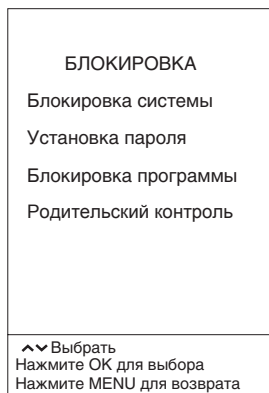 БЛОКИРОВКА
Блокировка системы
Установка пароля
Блокировка программы
Родительский контроль
Выбрать
Нажмите OK для выбора
Нажмите MENU для возврата